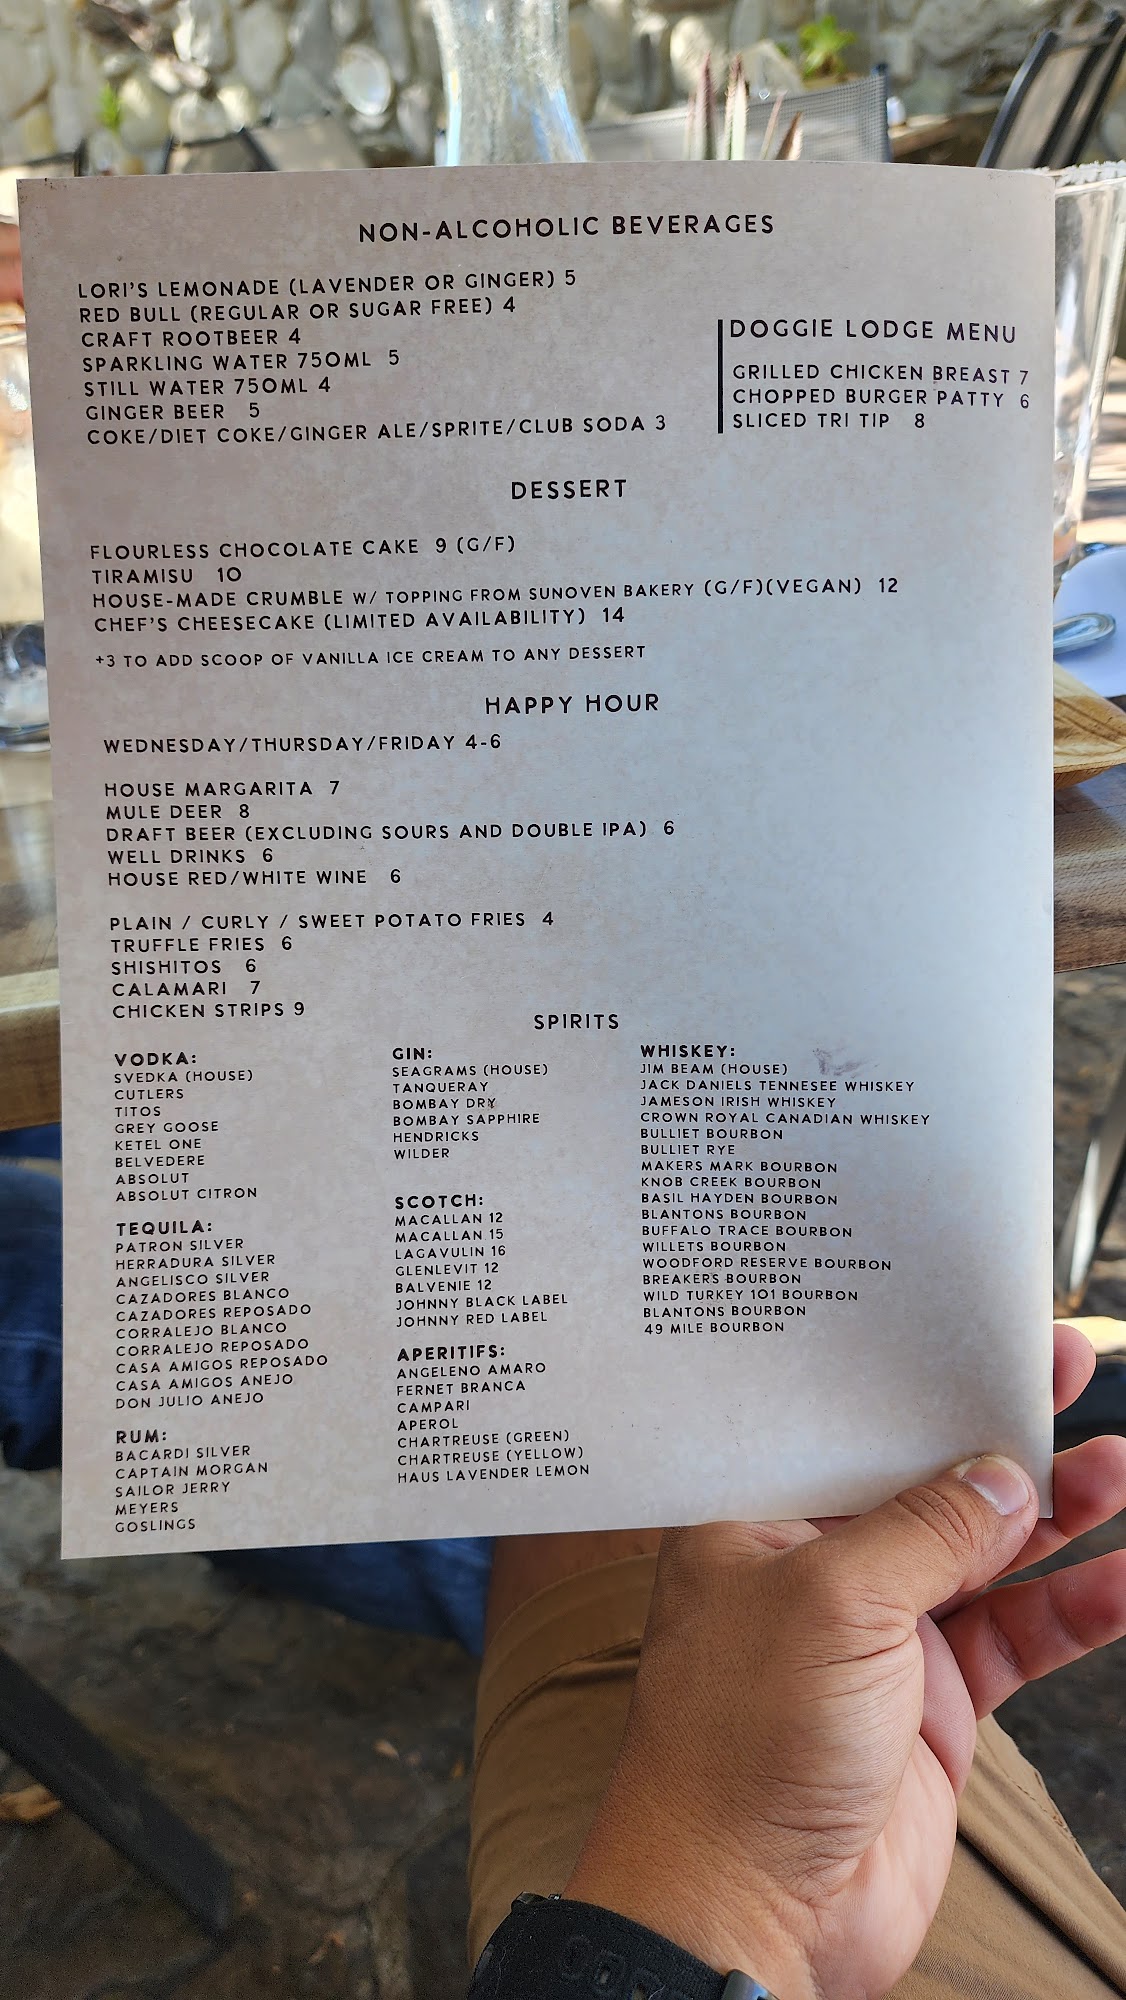 NON-ALCOHOLIC BEVERAGES
LORI'S LEMONADE (LAVENDER OR GINGER) 5
RED BULL (REGULAR OR SUGAR FREE) 4
CRAFT ROOTBEER 4
SPARKLING WATER 750ML 5
STILL WATER 750ML 4
GINGER BEER 5
COKE/DIET COKE/GINGER ALE/SPRITE/CLUB SODA 3
DOGGIE LODGE MENU
GRILLED CHICKEN BREAST 7
CHOPPED BURGER PATTY 6
SLICED TRI TIP 8
DESSERT
FLOURLESS CHOCOLATE CAKE 9 (G/F)
TIRAMISU 10
HOUSE-MADE CRUMBLE W/ TOPPING FROM SUNOVEN BAKERY (G/F)(VEGAN) 12
CHEF'S CHEESECAKE (LIMITED AVAILABILITY) 14
+3 TO ADD SCOOP OF VANILLA ICE CREAM TO ANY DESSERT
HAPPY HOUR
WEDNESDAY/THURSDAY/FRIDAY 4-6
HOUSE MARGARITA 7
MULE DEER 8
DRAFT BEER (EXCLUDING SOURS AND DOUBLE IPA) 6
WELL DRINKS 6
HOUSE RED/WHITE WINE 6
PLAIN / CURLY / SWEET POTATO FRIES 4
TRUFFLE FRIES 6
SHISHITOS 6
CALAMARI 7
CHICKEN STRIPS 9
SPIRITS
VODKA:
SVEDKA (HOUSE)
CUTLERS
TITOS
GREY GOOSE
KETEL ONE
BELVEDERE
ABSOLUT
ABSOLUT CITRON
TEQUILA:
PATRON SILVER
HERRADURA SILVER
ANGELISCO SILVER
CAZADORES BLANCO
CAZADORES REPOSADO
CORRALEJO BLANCO
CORRALEJO REPOSADO
CASA AMIGOS REPOSADO
CASA AMIGOS ANEJO
DON JULIO ANEJO
RUM:
BACARDI SILVER
CAPTAIN MORGAN
SAILOR JERRY
MEYERS
GOSLINGS
GIN:
SEAGRAMS (HOUSE)
TANQUERAY
BOMBAY DRY
BOMBAY SAPPHIRE
HENDRICKS
WILDER
SCOTCH:
MACALLAN 12
MACALLAN 15
LAGAVULIN 16
GLENLEVIT 12
BALVENIE 12
JOHNNY BLACK LABEL
JOHNNY RED LABEL
APERITIFS:
ANGELENO AMARO
FERNET BRANCA
CAMPARI
APEROL
CHARTREUSE (GREEN)
CHARTREUSE (YELLOW)
HAUS LAVENDER LEMON
WHISKEY:
JIM BEAM (HOUSE)
JACK DANIELS TENNESEE WHISKEY
JAMESON IRISH WHISKEY
CROWN ROYAL CANADIAN WHISKEY
BULLIET BOURBON
BULLIET RYE
MAKERS MARK BOURBON
KNOB CREEK BOURBON
BASIL HAYDEN BOURBON
BLANTONS BOURBON
BUFFALO TRACE BOURBON
WILLETS BOURBON
WOODFORD RESERVE BOURBON
BREAKERS BOURBON
WILD TURKEY 101 BOURBON
BLANTONS BOURBON
49 MILE BOURBON